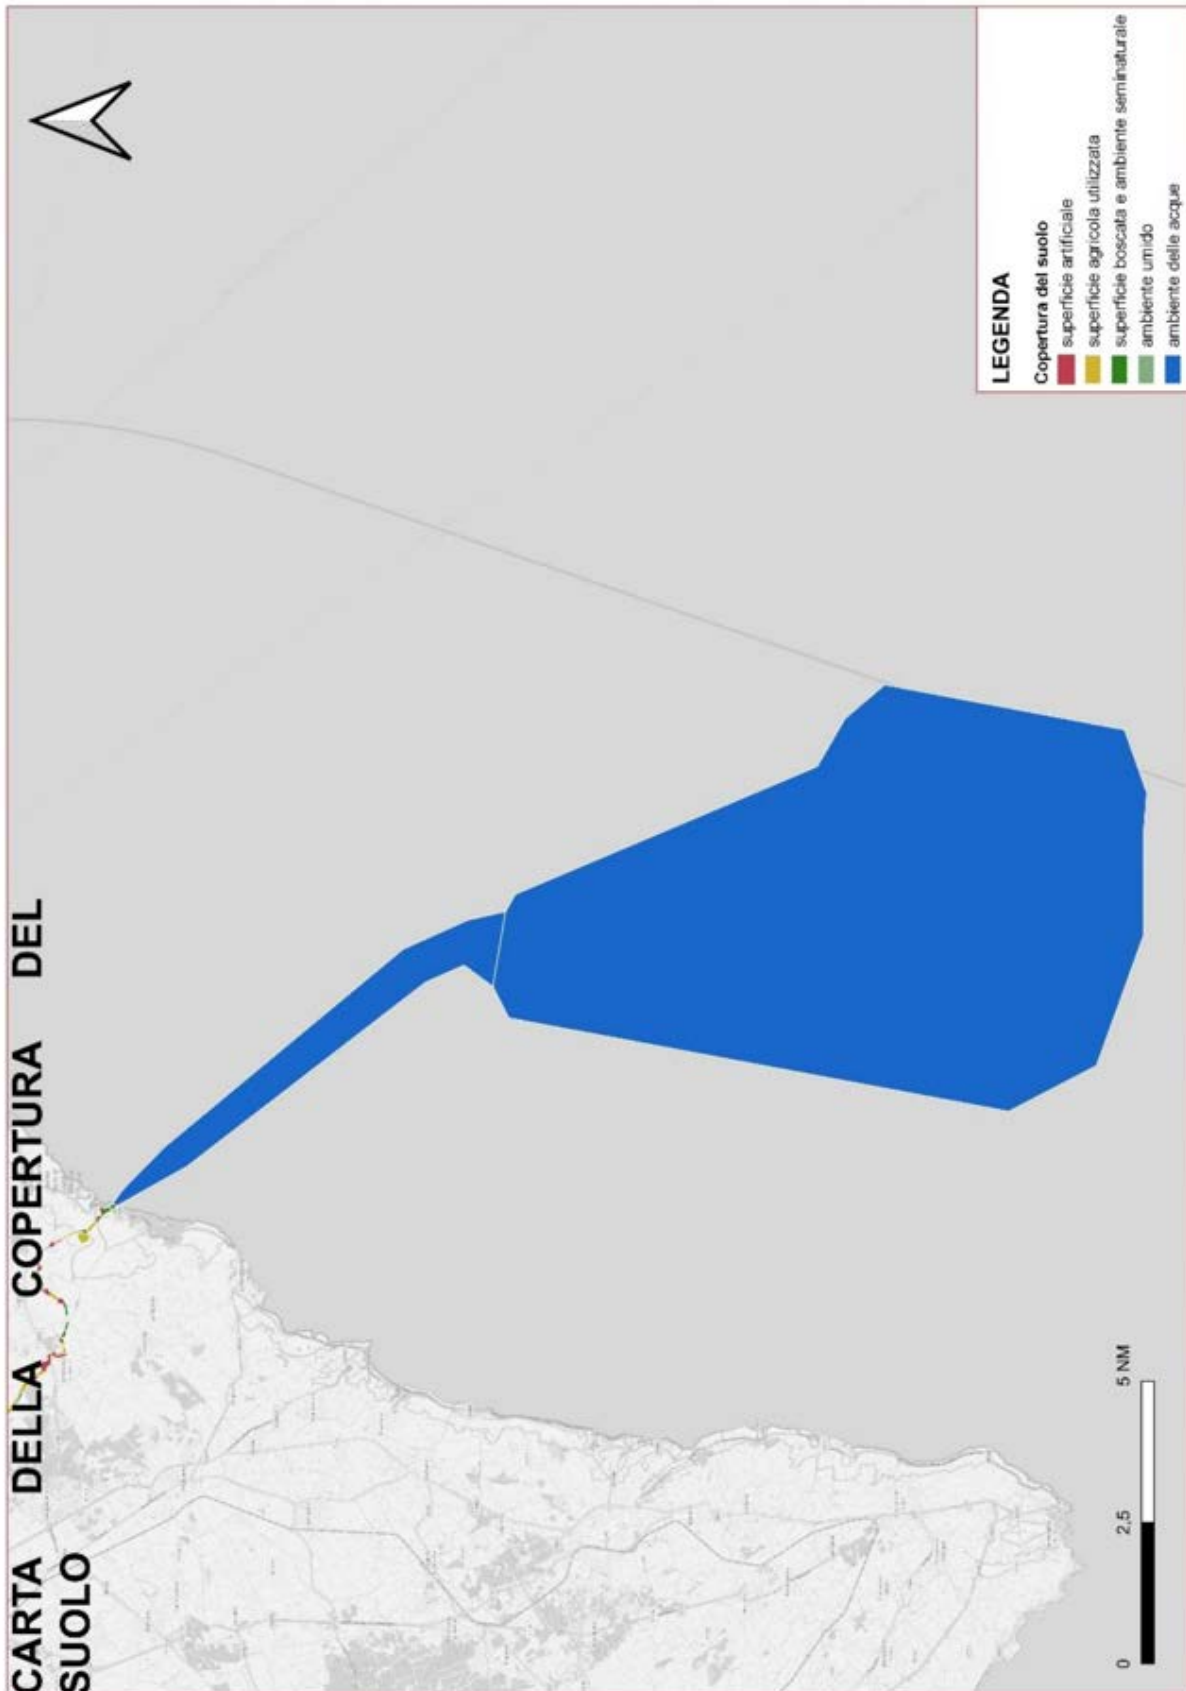 CARTA DELLA COPERTURA DEL
SUOLO
LEGENDA
Copertura del suolo
superficie artificiale
superficie agricola utilizzata
superficie boscata e ambiente seminaturale
ambiente umido
ambiente delle acque
0 2.5 5 NM